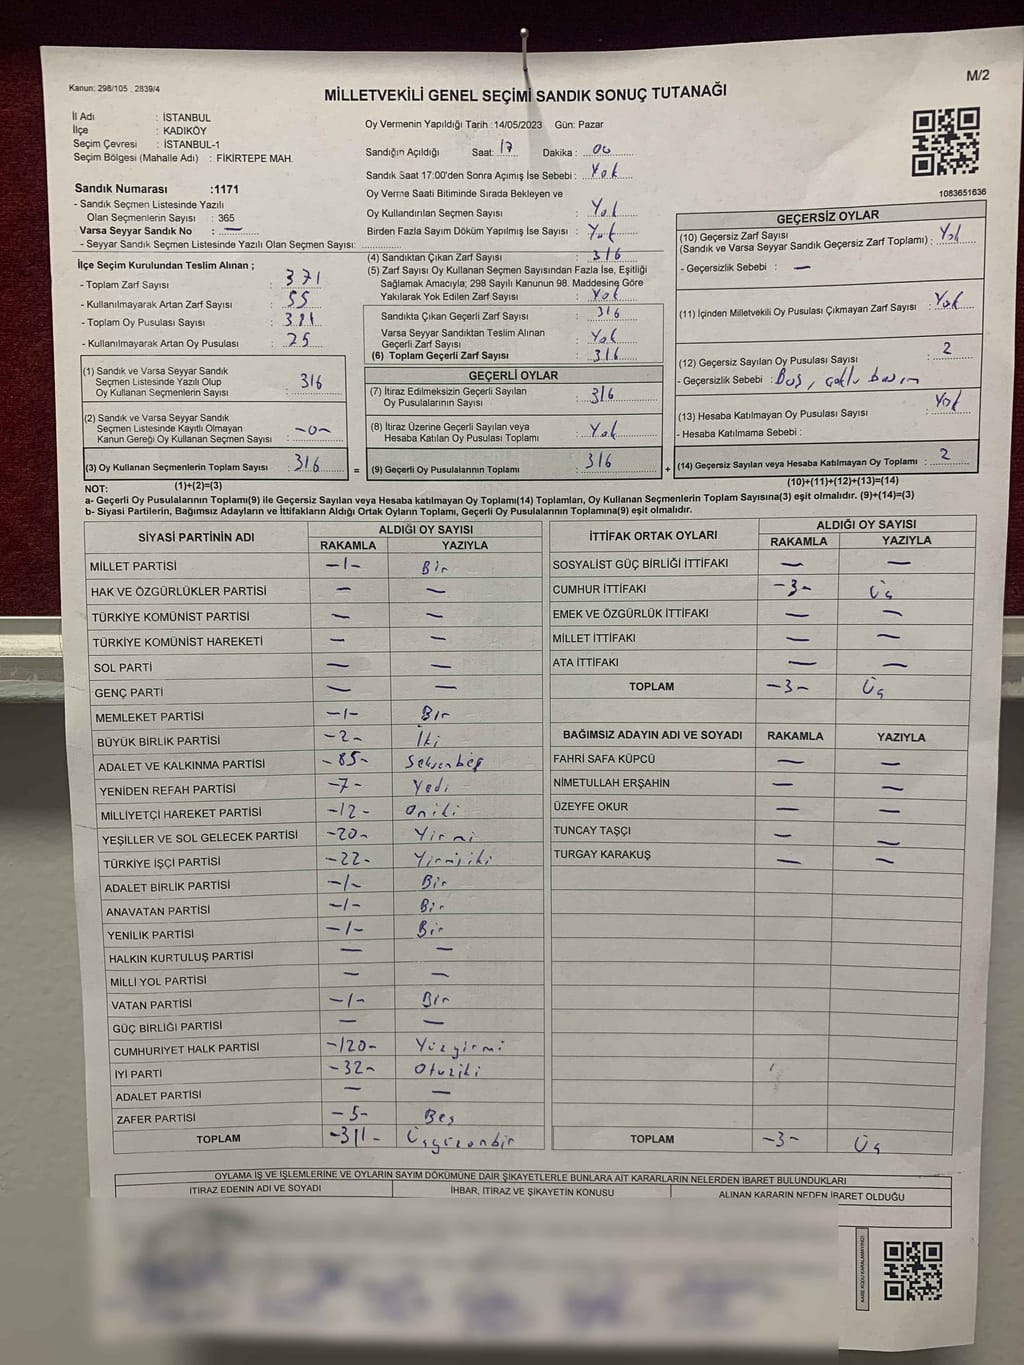 M/2
Kanun; 298/105 , 2839/4
MİLLETVEKİLİ GENEL SEÇİMİ SANDIK SONUÇ TUTANAĞI
İl Adı : İSTANBUL
İlçe : KADIKÖY
Seçim Çevresi : İSTANBUL-1
Seçim Bölgesi (Mahalle Adı) : FİKİRTEPE MAH.
Sandık Numarası :1171
- Sandık Seçmen Listesinde Yazılı
Olan Seçmenlerin Sayısı : 365
Varsa Seyyar Sandık No : —
- Seyyar Sandık Seçmen Listesinde Yazılı Olan Seçmen Sayısı:
İlçe Seçim Kurulundan Teslim Alınan ;
- Toplam Zarf Sayısı : 371
- Kullanılmayarak Artan Zarf Sayısı : 55
- Toplam Oy Pusulası Sayısı :
- Kullanılmayarak Artan Oy Pusulası : 25
(1) Sandık ve Varsa Seyyar Sandık
Seçmen Listesinde Yazılı Olup
Oy Kullanan Seçmenlerin Sayısı : 316
(2) Sandık ve Varsa Seyyar Sandık
Seçmen Listesinde Kayıtlı Olmayan
Kanun Gereği Oy Kullanan Seçmen Sayısı : -0-
(3) Oy Kullanan Seçmenlerin Toplam Sayısı : 316
(1)+(2)=(3)
Oy Vermenin Yapıldığı Tarih :14/05/2023 Gün: Pazar
Sandığın Açıldığı Saat: 17 Dakika : 00
Sandık Saat 17:00'den Sonra Açımış İse Sebebi : Yok
Oy Verme Saati Bitiminde Sırada Bekleyen ve
Oy Kullandırılan Seçmen Sayısı : Yok
Birden Fazla Sayım Döküm Yapılmış İse Sayısı : Yok
(4) Sandıktan Çıkan Zarf Sayısı : 316
(5) Zarf Sayısı Oy Kullanan Seçmen Sayısından Fazla İse, Eşitliği
Sağlamak Amacıyla, 298 Sayılı Kanunun 98. Maddesine Göre
Yakılarak Yok Edilen Zarf Sayısı : Yok
Sandıkta Çıkan Geçerli Zarf Sayısı : 316
Varsa Seyyar Sandıktan Teslim Alınan
Geçerli Zarf Sayısı : Yok
(6) Toplam Geçerli Zarf Sayısı : 316
GEÇERLİ OYLAR
(7) İtiraz Edilmeksizin Geçerli Sayılan
Oy Pusulalarının Sayısı : 316
(8) İtiraz Üzerine Geçerli Sayılan veya
Hesaba Katılan Oy Pusulası Toplamı : Yok
= (9) Geçerli Oy Pusulalarının Toplamı : 316 +
1083651636
GEÇERSİZ OYLAR
(10) Geçersiz Zarf Sayısı
(Sandık ve Varsa Seyyar Sandık Geçersiz Zarf Toplamı) : Yok
- Geçersizlik Sebebi : —
(11) İçinden Milletvekili Oy Pusulası Çıkmayan Zarf Sayısı : Yok
(12) Geçersiz Sayılan Oy Pusulası Sayısı : 2
- Geçersizlik Sebebi : Boş, çoklu basım
(13) Hesaba Katılmayan Oy Pusulası Sayısı : Yok
- Hesaba Katılmama Sebebi :
(14) Geçersiz Sayılan veya Hesaba Katılmayan Oy Toplamı : 2
(10)+(11)+(12)+(13)=(14)
NOT:
a- Geçerli Oy Pusulalarının Toplamı(9) ile Geçersiz Sayılan veya Hesaba katılmayan Oy Toplamı(14) Toplamları, Oy Kullanan Seçmenlerin Toplam Sayısına(3) eşit olmalıdır. (9)+(14)=(3)
b- Siyasi Partilerin, Bağımsız Adayların ve İttifakların Aldığı Ortak Oyların Toplamı, Geçerli Oy Pusulalarının Toplamına(9) eşit olmalıdır.
SİYASİ PARTİNİN ADI ALDIĞI OY SAYISI
RAKAMLA YAZIYLA
MİLLET PARTİSİ -1- Bir
HAK VE ÖZGÜRLÜKLER PARTİSİ — —
TÜRKİYE KOMÜNİST PARTİSİ — —
TÜRKİYE KOMÜNİST HAREKETİ — —
SOL PARTİ — —
GENÇ PARTİ — —
MEMLEKET PARTİSİ -1- Bir
BÜYÜK BİRLİK PARTİSİ -2- İki
ADALET VE KALKINMA PARTİSİ -85- Seksenbeş
YENİDEN REFAH PARTİSİ -7- Yedi
MİLLİYETÇİ HAREKET PARTİSİ -12- Oniki
YEŞİLLER VE SOL GELECEK PARTİSİ -20- Yirmi
TÜRKİYE İŞÇİ PARTİSİ -22- Yirmiiki
ADALET BİRLİK PARTİSİ -1- Bir
ANAVATAN PARTİSİ -1- Bir
YENİLİK PARTİSİ -1- Bir
HALKIN KURTULUŞ PARTİSİ — —
MİLLİ YOL PARTİSİ — —
VATAN PARTİSİ -1- Bir
GÜÇ BİRLİĞİ PARTİSİ — —
CUMHURİYET HALK PARTİSİ -120- Yüzyirmi
İYİ PARTİ -32- Otuziki
ADALET PARTİSİ — —
ZAFER PARTİSİ -5- Beş
TOPLAM -311- Üçyüzonbir
İTTİFAK ORTAK OYLARI ALDIĞI OY SAYISI
RAKAMLA YAZIYLA
SOSYALİST GÜÇ BİRLİĞİ İTTİFAKI — —
CUMHUR İTTİFAKI -3- Üç
EMEK VE ÖZGÜRLÜK İTTİFAKI — —
MİLLET İTTİFAKI — —
ATA İTTİFAKI — —
TOPLAM -3- Üç
BAĞIMSIZ ADAYIN ADI VE SOYADI RAKAMLA YAZIYLA
FAHRİ SAFA KÜPCÜ — —
NİMETULLAH ERŞAHİN — —
ÜZEYFE OKUR — —
TUNCAY TAŞÇI — —
TURGAY KARAKUŞ — —
TOPLAM -3- Üç
OYLAMA İŞ VE İŞLEMLERİNE VE OYLARIN SAYIM DÖKÜMÜNE DAİR ŞİKAYETLERLE BUNLARA AİT KARARLARIN NELERDEN İBARET BULUNDUKLARI
İTİRAZ EDENİN ADI VE SOYADI İHBAR, İTİRAZ VE ŞİKAYETİN KONUSU ALINAN KARARIN NEDEN İBARET OLDUĞU
KARE KODU KARALAMAYINIZ!